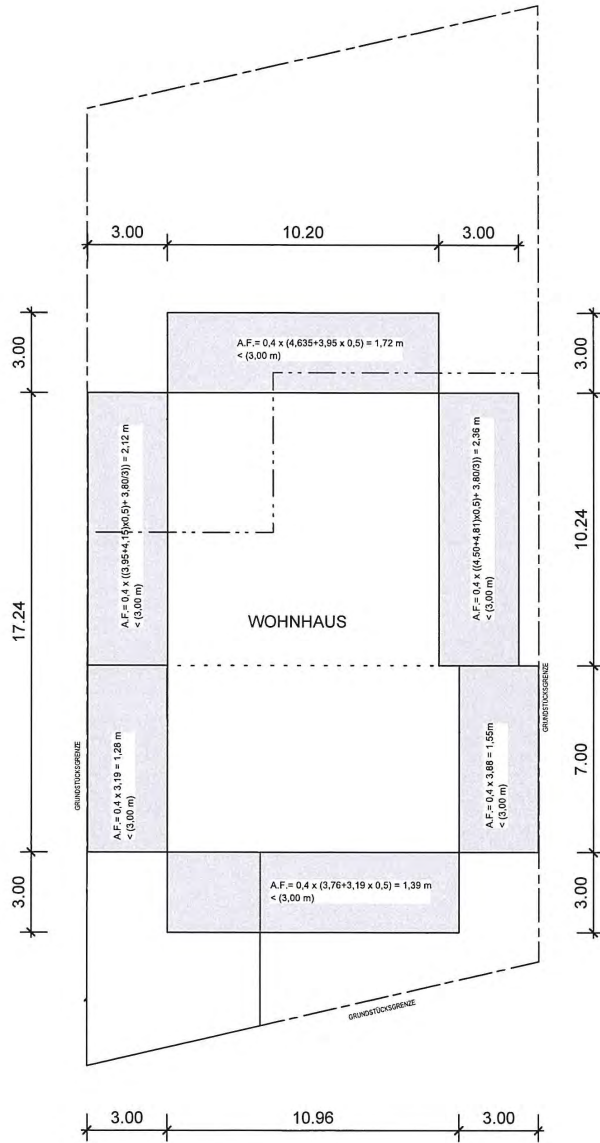 3.00
10.20
3.00
3.00
A.F.= 0,4 x (4,635+3,95 x 0,5) = 1,72 m
< (3,00 m)
17.24
A.F.= 0,4 x ((3,95+4,15)x0,5)+ 3,80/3)) = 2,12 m
< (3,00 m)
A.F.= 0,4 x ((4,50+4,81)x0,5)+ 3,80/3)) = 2,36 m
< (3,00 m)
10.24
WOHNHAUS
GRUNDSTÜCKSGRENZE
A.F.= 0,4 x 3,19 = 1,28 m
< (3,00 m)
A.F.= 0,4 x 3,88 = 1,55m
< (3,00 m)
GRUNDSTÜCKSGRENZE
7.00
3.00
A.F.= 0,4 x (3,76+3,19 x 0,5) = 1,39 m
< (3,00 m)
3.00
GRUNDSTÜCKSGRENZE
3.00
10.96
3.00